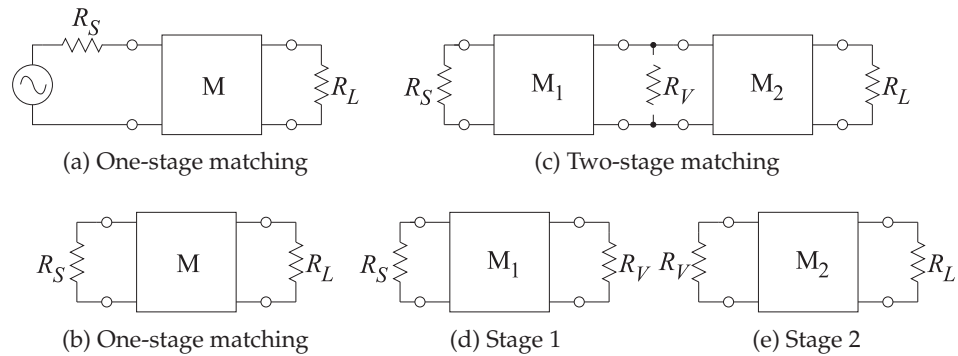 R_S
M
R_L
(a) One-stage matching
R_S
M_1
R_V
M_2
R_L
(c) Two-stage matching
R_S
M
R_L
(b) One-stage matching
R_S
M_1
R_V
(d) Stage 1
R_V
M_2
R_L
(e) Stage 2